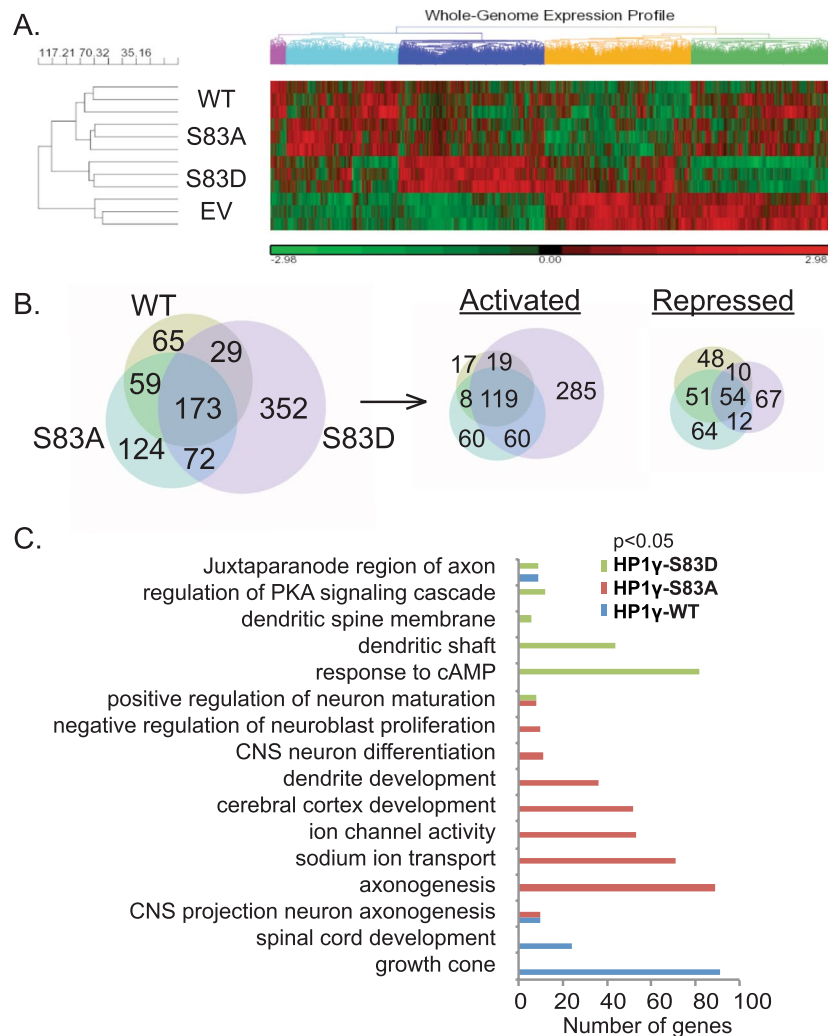 A.
Whole-Genome Expression Profile
117.21 70.32 35.16
WT
S83A
S83D
EV
-2.98 0.00 2.98
B.
WT
S83A
S83D
65
29
59
173
352
124
72
Activated
17 19
8 119 285
60 60
Repressed
48
10
51 54 67
12
64
C.
p<0.05
HP1γ-S83D
HP1γ-S83A
HP1γ-WT
Juxtaparanode region of axon
regulation of PKA signaling cascade
dendritic spine membrane
dendritic shaft
response to cAMP
positive regulation of neuron maturation
negative regulation of neuroblast proliferation
CNS neuron differentiation
dendrite development
cerebral cortex development
ion channel activity
sodium ion transport
axonogenesis
CNS projection neuron axonogenesis
spinal cord development
growth cone
0 20 40 60 80 100
Number of genes